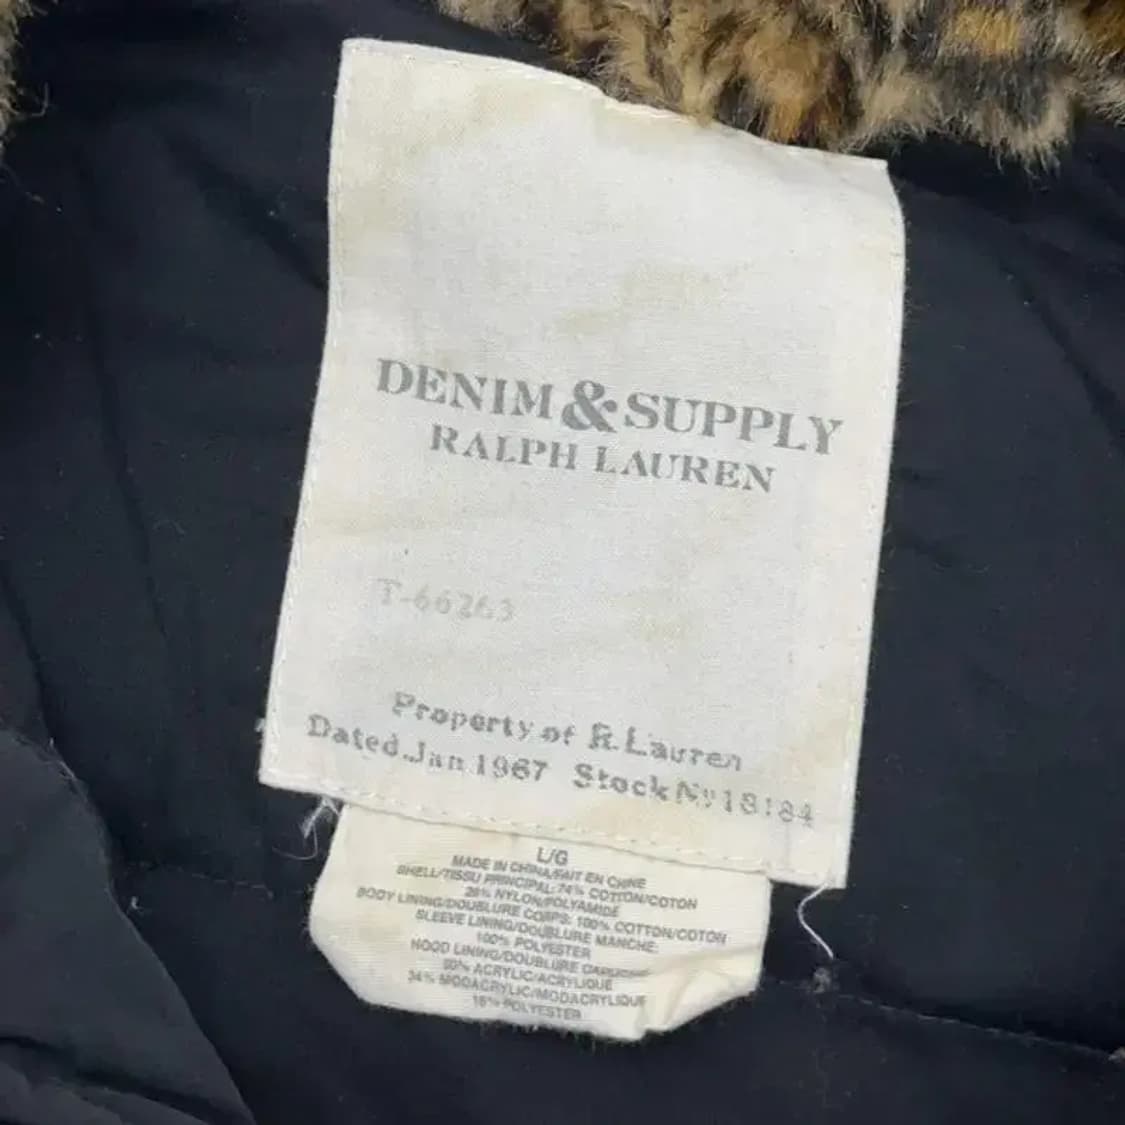 DENIM & SUPPLY
RALPH LAUREN
T-66263
Property of R. Lauren
Dated Jan 1967 Stock Nº 18184
L/G
MADE IN CHINA/FAIT EN CHINE
SHELL/TISSU PRINCIPAL: 74% COTTON/COTON
26% NYLON/POLYAMIDE
BODY LINING/DOUBLURE CORPS: 100% COTTON/COTON
SLEEVE LINING/DOUBLURE MANCHE:
100% POLYESTER
HOOD LINING/DOUBLURE CAPUCHE
50% ACRYLIC/ACRYLIQUE
34% MODACRYLIC/MODACRYLIQUE
16% POLYESTER